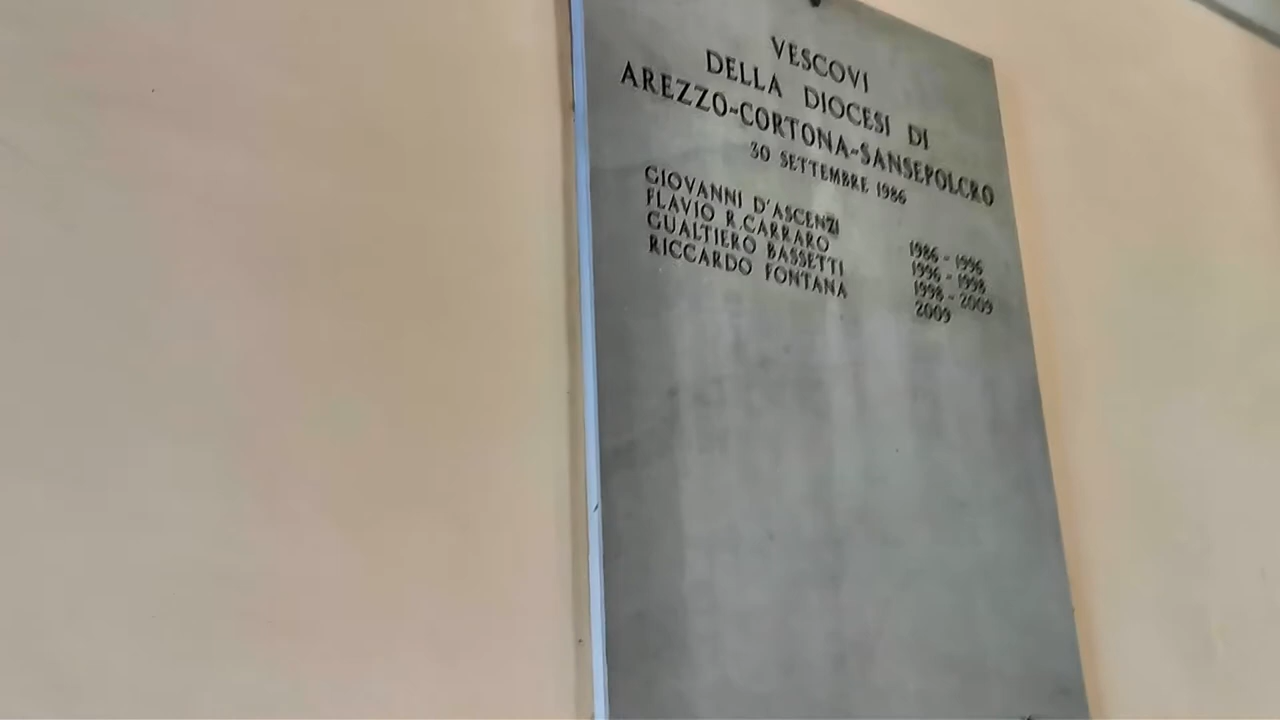 VESCOVI
DELLA DIOCESI DI
AREZZO-CORTONA-SANSEPOLCRO
30 SETTEMBRE 1986
GIOVANNI D'ASCENZI 1986 - 1996
FLAVIO R.CARRARO 1996 - 1998
GUALTIERO BASSETTI 1998 - 2009
RICCARDO FONTANA 2009